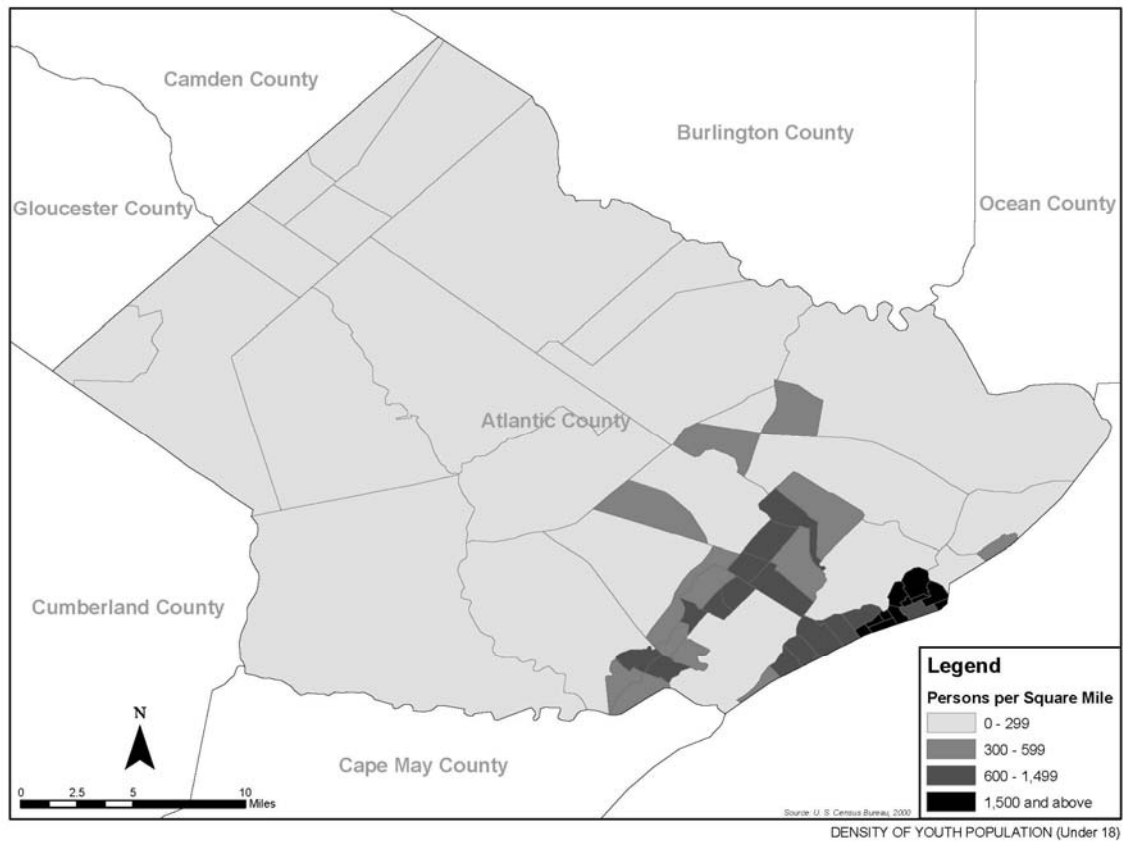 Camden County
Burlington County
Gloucester County
Ocean County
Atlantic County
Cumberland County
Cape May County
N
0 2.5 5 10
Miles
Legend
Persons per Square Mile
0 - 299
300 - 599
600 - 1,499
1,500 and above
Source: U. S. Census Bureau, 2000
DENSITY OF YOUTH POPULATION (Under 18)